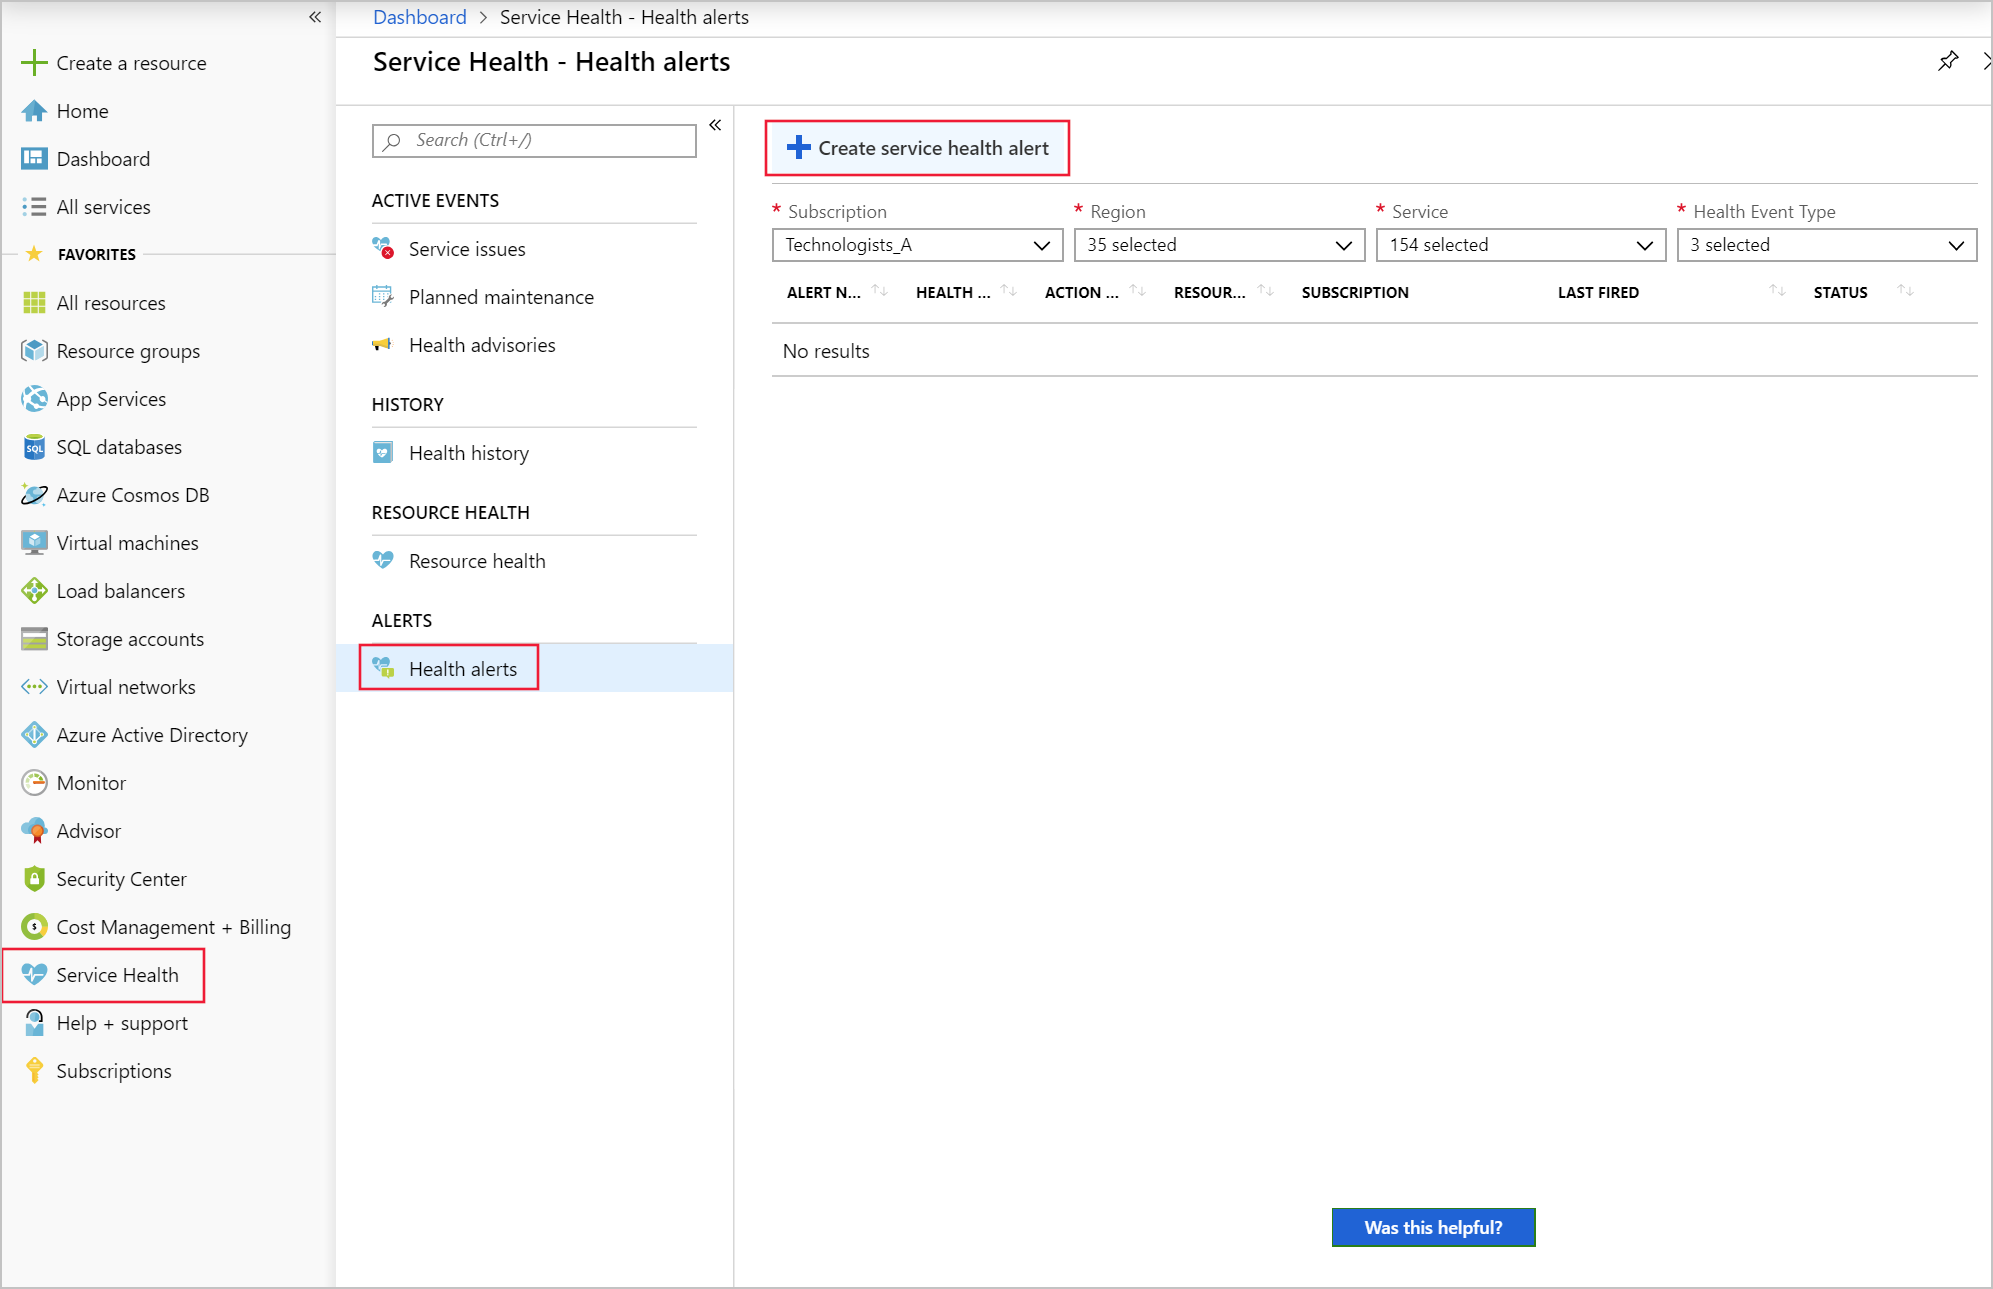 Dashboard > Service Health - Health alerts
Service Health - Health alerts
Create a resource
Home
Dashboard
All services
FAVORITES
All resources
Resource groups
App Services
SQL databases
Azure Cosmos DB
Virtual machines
Load balancers
Storage accounts
Virtual networks
Azure Active Directory
Monitor
Advisor
Security Center
Cost Management + Billing
Service Health
Help + support
Subscriptions
Search (Ctrl+/)
ACTIVE EVENTS
Service issues
Planned maintenance
Health advisories
HISTORY
Health history
RESOURCE HEALTH
Resource health
ALERTS
Health alerts
Create service health alert
* Subscription * Region * Service * Health Event Type
Technologists_A 35 selected 154 selected 3 selected
ALERT N... HEALTH ... ACTION ... RESOUR... SUBSCRIPTION LAST FIRED STATUS
No results
Was this helpful?